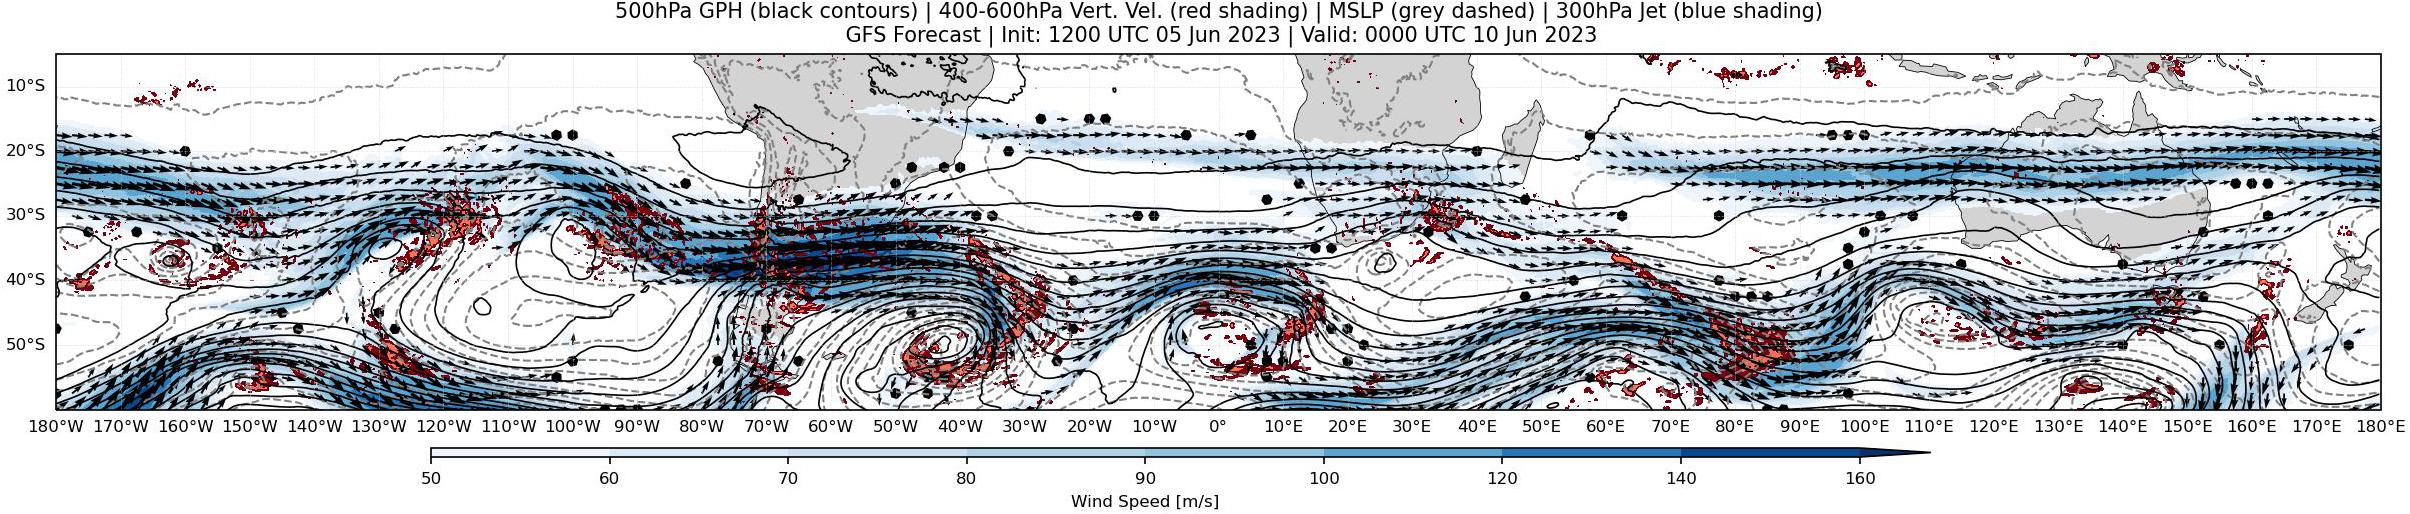 500hPa GPH (black contours) | 400-600hPa Vert. Vel. (red shading) | MSLP (grey dashed) | 300hPa Jet (blue shading)
GFS Forecast | Init: 1200 UTC 05 Jun 2023 | Valid: 0000 UTC 10 Jun 2023
10°S
20°S
30°S
40°S
50°S
180°W 170°W 160°W 150°W 140°W 130°W 120°W 110°W 100°W 90°W 80°W 70°W 60°W 50°W 40°W 30°W 20°W 10°W 0° 10°E 20°E 30°E 40°E 50°E 60°E 70°E 80°E 90°E 100°E 110°E 120°E 130°E 140°E 150°E 160°E 170°E 180°E
50 60 70 80 90 100 120 140 160
Wind Speed [m/s]